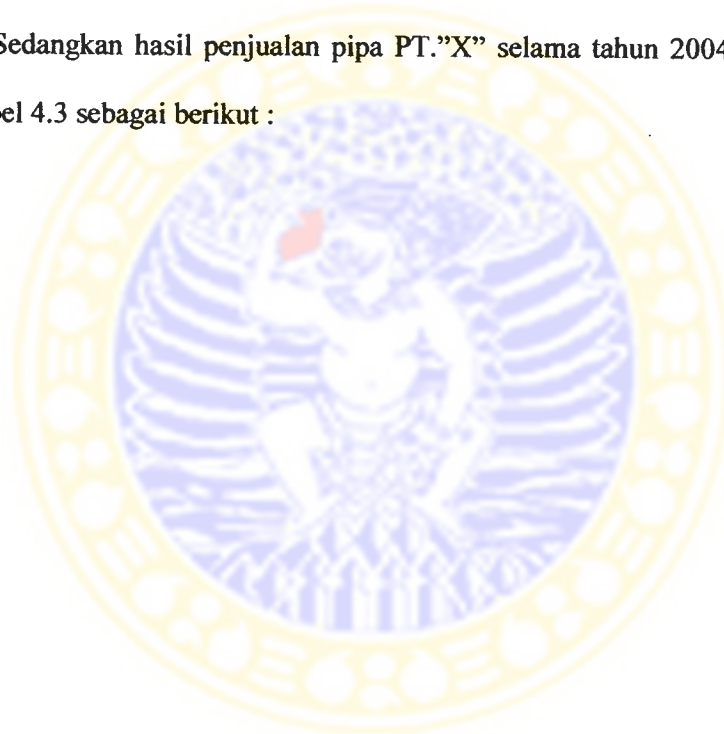 Sedangkan hasil penjualan pipa PT.”X” selama tahun 2004
el 4.3 sebagai berikut :